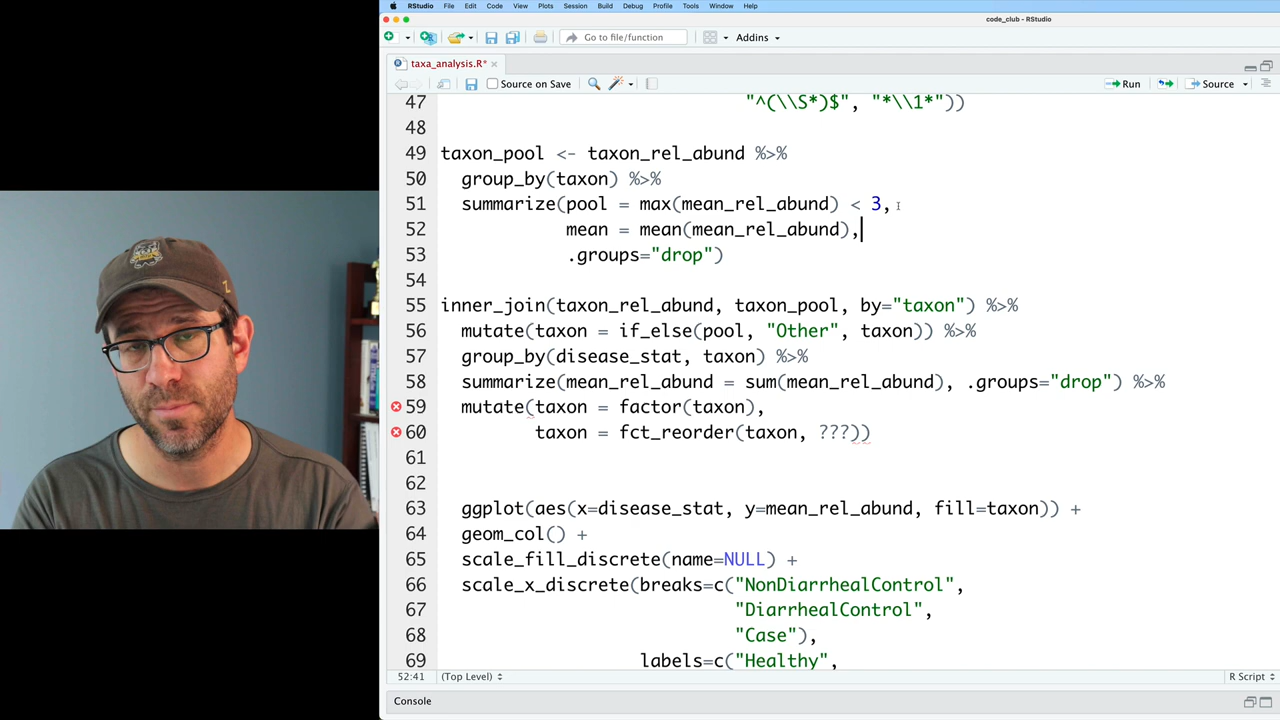 RStudio File Edit Code View Plots Session Build Debug Profile Tools Window Help
code_club - RStudio
Go to file/function Addins
taxa_analysis.R*
Source on Save Run Source
47 "^(\\S*)$", "*\\1*"))
48
49 taxon_pool <- taxon_rel_abund %>%
50 group_by(taxon) %>%
51 summarize(pool = max(mean_rel_abund) < 3,
52 mean = mean(mean_rel_abund),
53 .groups="drop")
54
55 inner_join(taxon_rel_abund, taxon_pool, by="taxon") %>%
56 mutate(taxon = if_else(pool, "Other", taxon)) %>%
57 group_by(disease_stat, taxon) %>%
58 summarize(mean_rel_abund = sum(mean_rel_abund), .groups="drop") %>%
59 mutate(taxon = factor(taxon),
60 taxon = fct_reorder(taxon, ???))
61
62
63 ggplot(aes(x=disease_stat, y=mean_rel_abund, fill=taxon)) +
64 geom_col() +
65 scale_fill_discrete(name=NULL) +
66 scale_x_discrete(breaks=c("NonDiarrhealControl",
67 "DiarrhealControl",
68 "Case"),
69 labels=c("Healthy",
52:41 (Top Level) R Script
Console